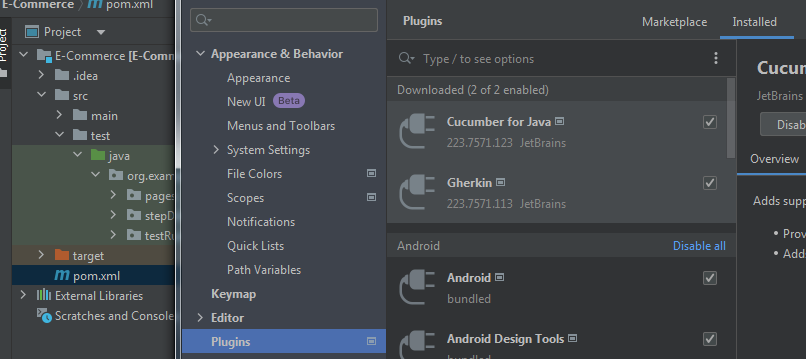 E-Commerce
pom.xml
Project
Project
E-Commerce [E-Comm
.idea
src
main
test
java
org.exam
pages
stepD
testRu
target
pom.xml
External Libraries
Scratches and Console
Appearance & Behavior
Appearance
New UI Beta
Menus and Toolbars
System Settings
File Colors
Scopes
Notifications
Quick Lists
Path Variables
Keymap
Editor
Plugins
Plugins
Marketplace
Installed
Type / to see options
Downloaded (2 of 2 enabled)
Cucumber for Java
223.7571.123 JetBrains
Gherkin
223.7571.113 JetBrains
Android
Disable all
Android
bundled
Android Design Tools
bundled
Cucum
JetBrains
Disab
Overview
Adds supp
• Prov
• Add